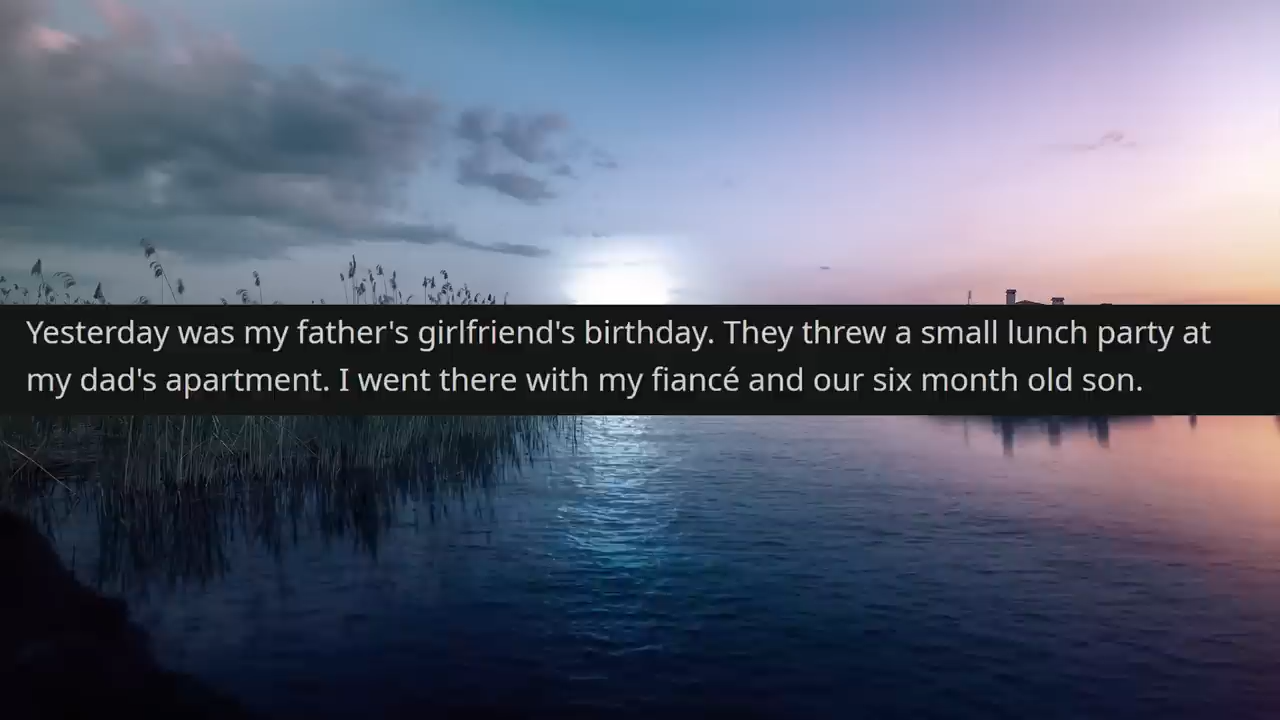 Yesterday was my father's girlfriend's birthday. They threw a small lunch party at
my dad's apartment. I went there with my fiancé and our six month old son.